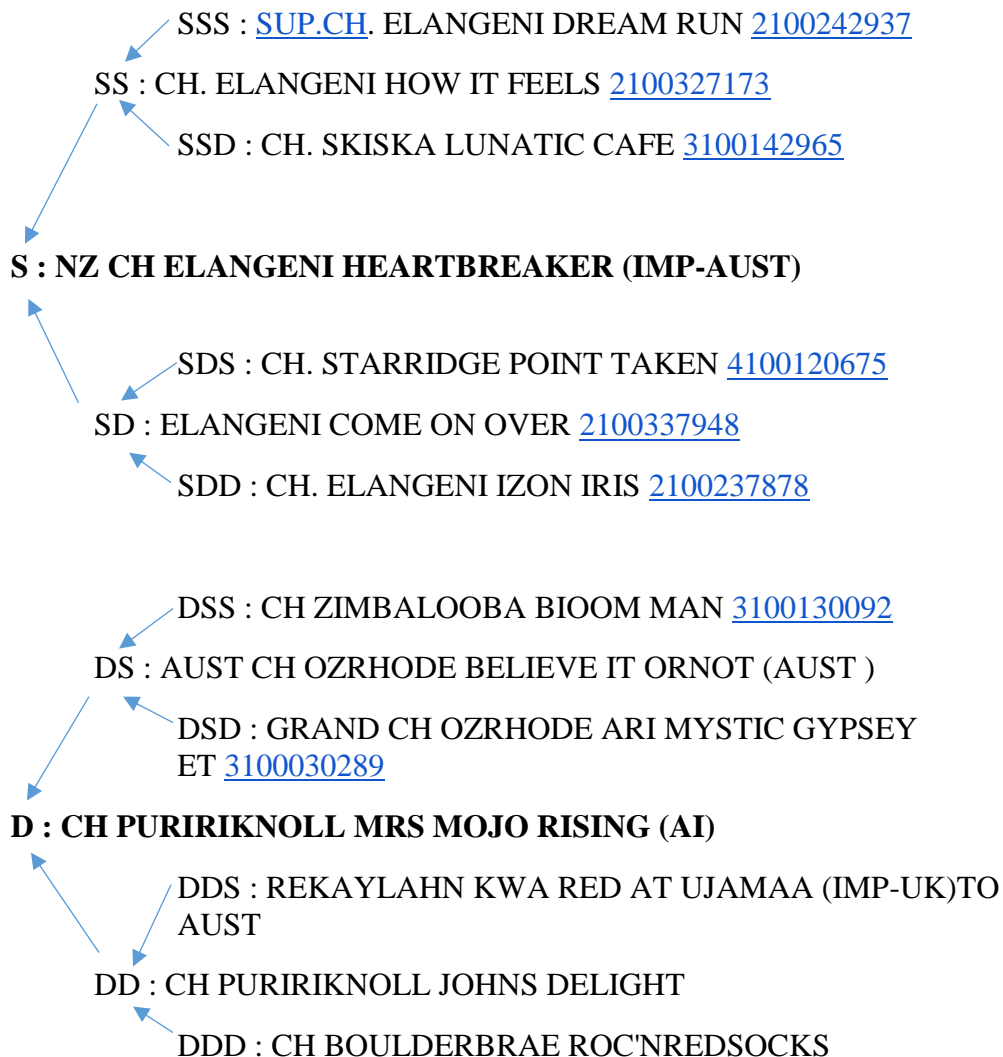 SSS : SUP.CH. ELANGENI DREAM RUN 2100242937
SS : CH. ELANGENI HOW IT FEELS 2100327173
SSD : CH. SKISKA LUNATIC CAFE 3100142965
S : NZ CH ELANGENI HEARTBREAKER (IMP-AUST)
SDS : CH. STARRIDGE POINT TAKEN 4100120675
SD : ELANGENI COME ON OVER 2100337948
SDD : CH. ELANGENI IZON IRIS 2100237878
DSS : CH ZIMBALOOBA BIOOM MAN 3100130092
DS : AUST CH OZRHODE BELIEVE IT ORNOT (AUST )
DSD : GRAND CH OZRHODE ARI MYSTIC GYPSEY
ET 3100030289
D : CH PURIRIKNOLL MRS MOJO RISING (AI)
DDS : REKAYLAHN KWA RED AT UJAMAA (IMP-UK)TO
AUST
DD : CH PURIRIKNOLL JOHNS DELIGHT
DDD : CH BOULDERBRAE ROC'NREDSOCKS